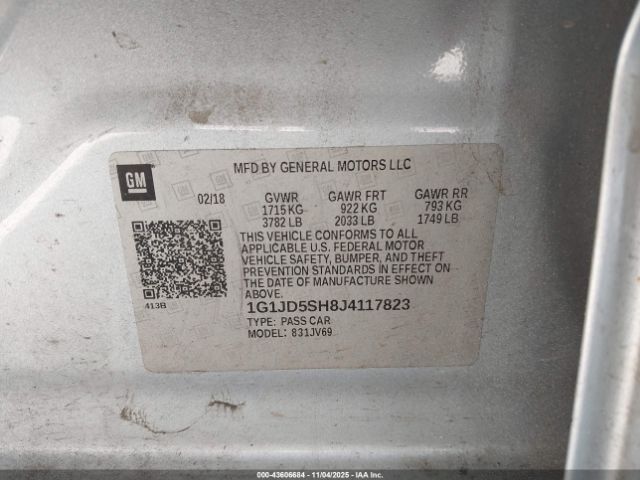 GM
MFD BY GENERAL MOTORS LLC
02/18 GVWR GAWR FRT GAWR RR
1715 KG 922 KG 793 KG
3782 LB 2033 LB 1749 LB
THIS VEHICLE CONFORMS TO ALL
APPLICABLE U.S. FEDERAL MOTOR
VEHICLE SAFETY, BUMPER, AND THEFT
PREVENTION STANDARDS IN EFFECT ON
THE DATE OF MANUFACTURE SHOWN
ABOVE.
413B
1G1JD5SH8J4117823
TYPE: PASS CAR
MODEL: 831JV69
000-43606684 - 11/04/2025 - IAAI.COM